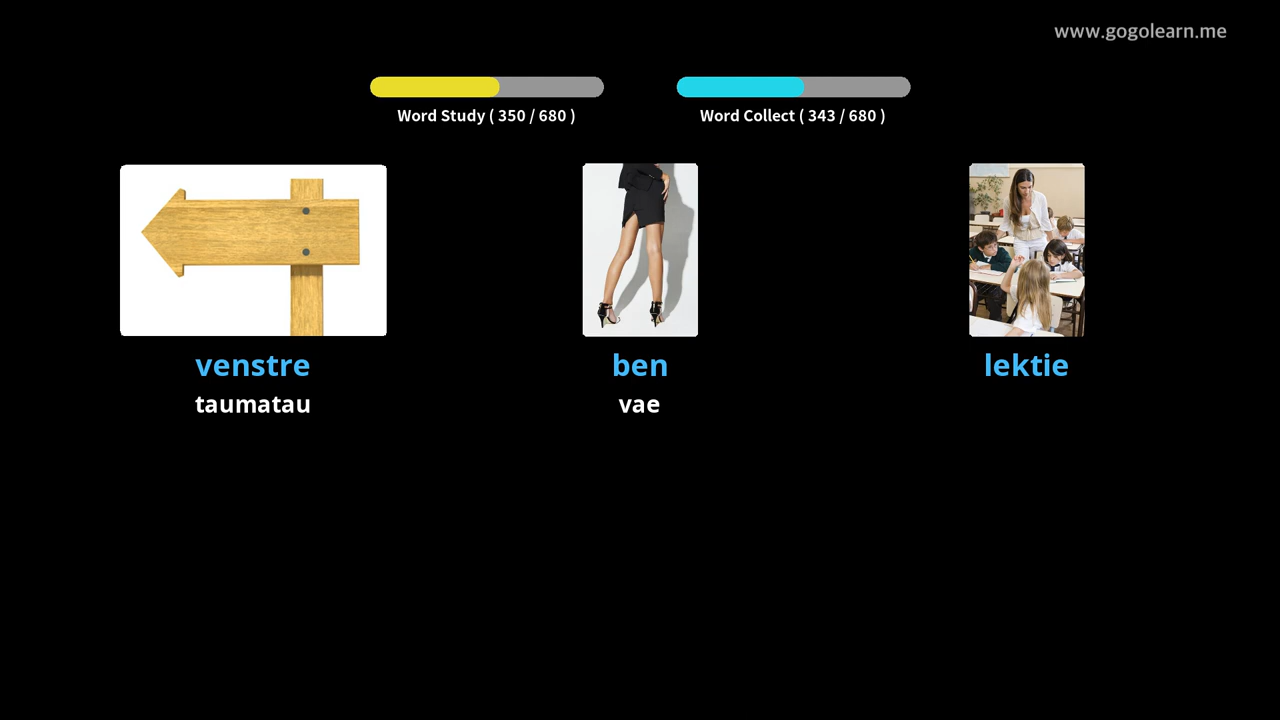 www.gogolearn.me
Word Study ( 350 / 680 )
Word Collect ( 343 / 680 )
venstre
taumatau
ben
vae
lektie